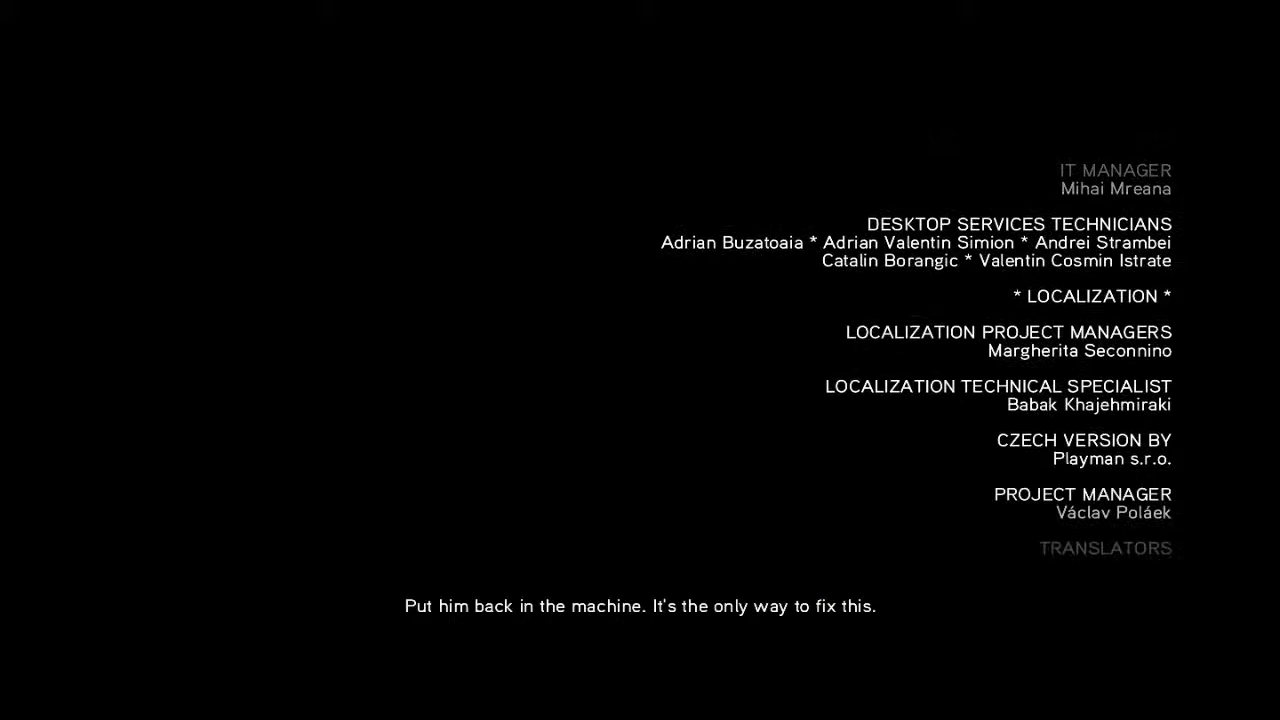 IT MANAGER
Mihai Mreana
DESKTOP SERVICES TECHNICIANS
Adrian Buzatoaia * Adrian Valentin Simion * Andrei Strambei
Catalin Borangic * Valentin Cosmin Istrate
* LOCALIZATION *
LOCALIZATION PROJECT MANAGERS
Margherita Seconnino
LOCALIZATION TECHNICAL SPECIALIST
Babak Khajehmiraki
CZECH VERSION BY
Playman s.r.o.
PROJECT MANAGER
Václav Poláek
TRANSLATORS
Put him back in the machine. It's the only way to fix this.